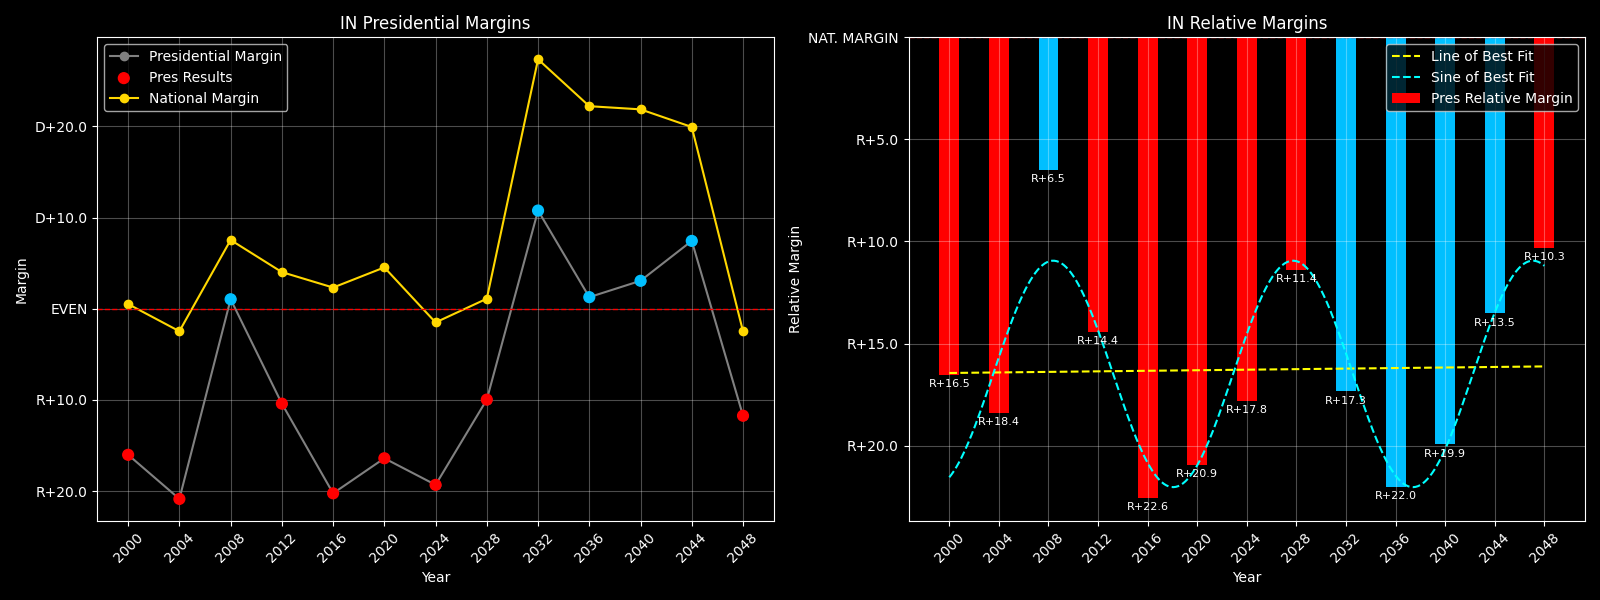 IN Presidential Margins
Presidential Margin
Pres Results
National Margin
D+20.0
D+10.0
EVEN
R+10.0
R+20.0
Margin
2000 2004 2008 2012 2016 2020 2024 2028 2032 2036 2040 2044 2048
Year
IN Relative Margins
NAT. MARGIN
R+5.0
R+10.0
R+15.0
R+20.0
Relative Margin
Line of Best Fit
Sine of Best Fit
Pres Relative Margin
R+16.5
R+18.4
R+6.5
R+14.4
R+22.6
R+20.9
R+17.8
R+11.4
R+17.3
R+22.0
R+19.9
R+13.5
R+10.3
2000 2004 2008 2012 2016 2020 2024 2028 2032 2036 2040 2044 2048
Year